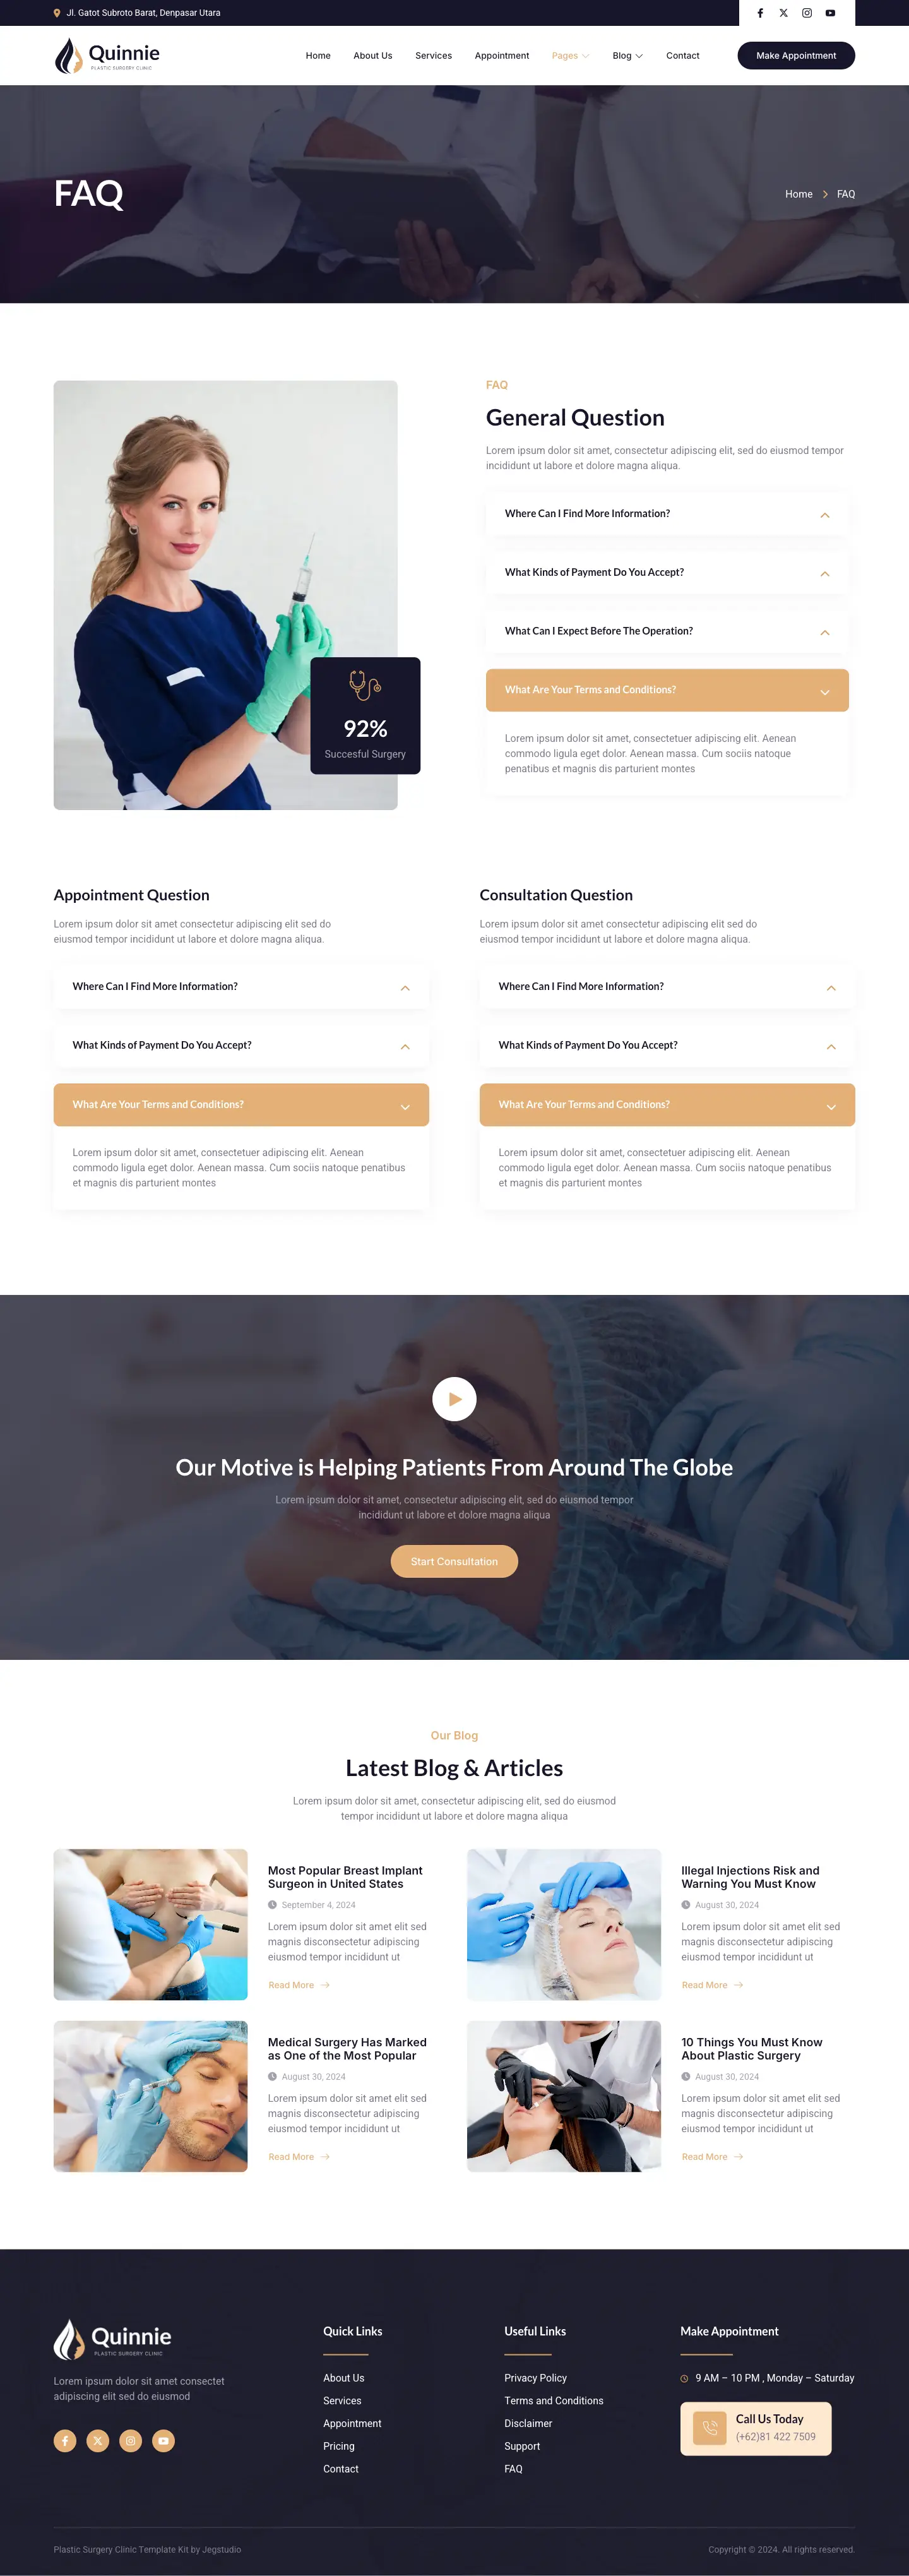 Jl. Gatot Subroto Barat, Denpasar Utara
Quinnie
PLASTIC SURGERY CLINIC
Home
About Us
Services
Appointment
Pages
Blog
Contact
Make Appointment
FAQ
Home
FAQ
FAQ
General Question
Lorem ipsum dolor sit amet, consectetur adipiscing elit, sed do eiusmod tempor
incididunt ut labore et dolore magna aliqua.
Where Can I Find More Information?
What Kinds of Payment Do You Accept?
What Can I Expect Before The Operation?
What Are Your Terms and Conditions?
Lorem ipsum dolor sit amet, consectetuer adipiscing elit. Aenean
commodo ligula eget dolor. Aenean massa. Cum sociis natoque
penatibus et magnis dis parturient montes
92%
Succesful Surgery
Appointment Question
Lorem ipsum dolor sit amet consectetur adipiscing elit sed do
eiusmod tempor incididunt ut labore et dolore magna aliqua.
Where Can I Find More Information?
What Kinds of Payment Do You Accept?
What Are Your Terms and Conditions?
Lorem ipsum dolor sit amet, consectetuer adipiscing elit. Aenean
commodo ligula eget dolor. Aenean massa. Cum sociis natoque penatibus
et magnis dis parturient montes
Consultation Question
Lorem ipsum dolor sit amet consectetur adipiscing elit sed do
eiusmod tempor incididunt ut labore et dolore magna aliqua.
Where Can I Find More Information?
What Kinds of Payment Do You Accept?
What Are Your Terms and Conditions?
Lorem ipsum dolor sit amet, consectetuer adipiscing elit. Aenean
commodo ligula eget dolor. Aenean massa. Cum sociis natoque penatibus
et magnis dis parturient montes
Our Motive is Helping Patients From Around The Globe
Lorem ipsum dolor sit amet, consectetur adipiscing elit, sed do eiusmod tempor
incididunt ut labore et dolore magna aliqua
Start Consultation
Our Blog
Latest Blog & Articles
Lorem ipsum dolor sit amet, consectetur adipiscing elit, sed do eiusmod
tempor incididunt ut labore et dolore magna aliqua
Most Popular Breast Implant
Surgeon in United States
September 4, 2024
Lorem ipsum dolor sit amet elit sed
magnis disconsectetur adipiscing
eiusmod tempor incididunt ut
Read More
Illegal Injections Risk and
Warning You Must Know
August 30, 2024
Lorem ipsum dolor sit amet elit sed
magnis disconsectetur adipiscing
eiusmod tempor incididunt ut
Read More
Medical Surgery Has Marked
as One of the Most Popular
August 30, 2024
Lorem ipsum dolor sit amet elit sed
magnis disconsectetur adipiscing
eiusmod tempor incididunt ut
Read More
10 Things You Must Know
About Plastic Surgery
August 30, 2024
Lorem ipsum dolor sit amet elit sed
magnis disconsectetur adipiscing
eiusmod tempor incididunt ut
Read More
Quinnie
PLASTIC SURGERY CLINIC
Lorem ipsum dolor sit amet consectet
adipiscing elit sed do eiusmod
Quick Links
About Us
Services
Appointment
Pricing
Contact
Useful Links
Privacy Policy
Terms and Conditions
Disclaimer
Support
FAQ
Make Appointment
9 AM – 10 PM , Monday – Saturday
Call Us Today
(+62)81 422 7509
Plastic Surgery Clinic Template Kit by Jegstudio
Copyright © 2024. All rights reserved.